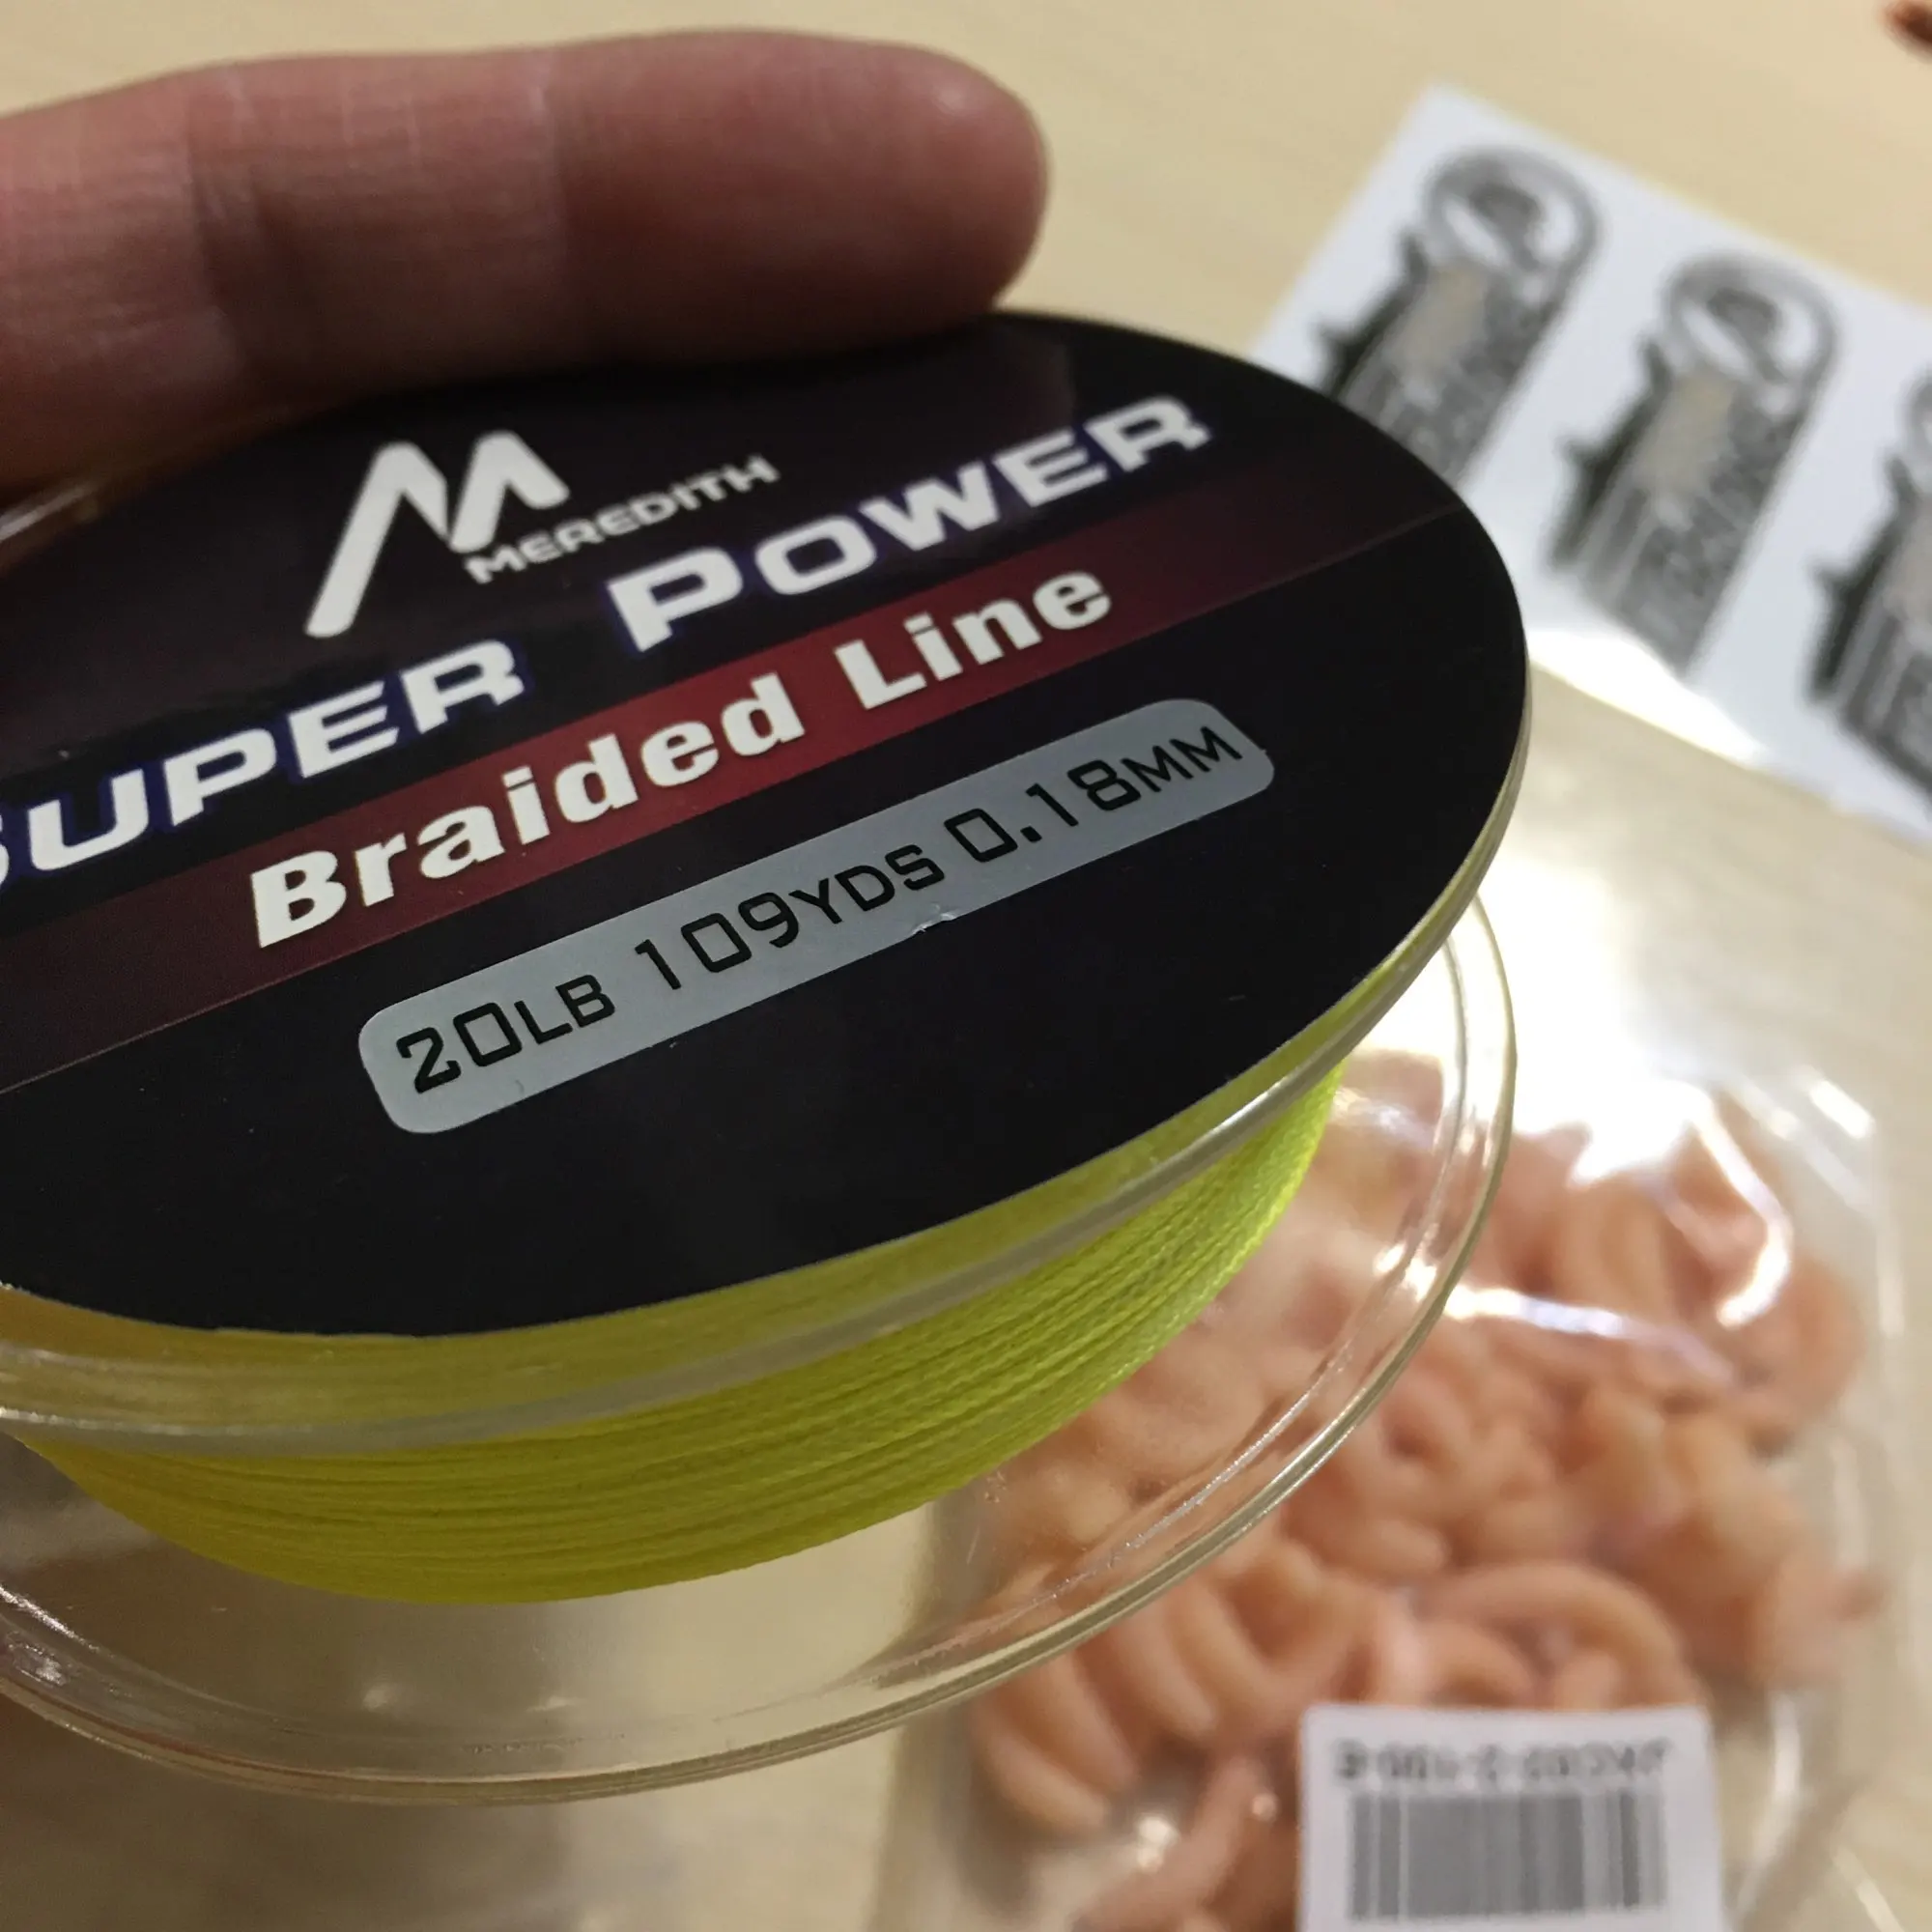 MEREDITH
SUPER POWER
Braided Line
20LB 109YDS 0.18MM